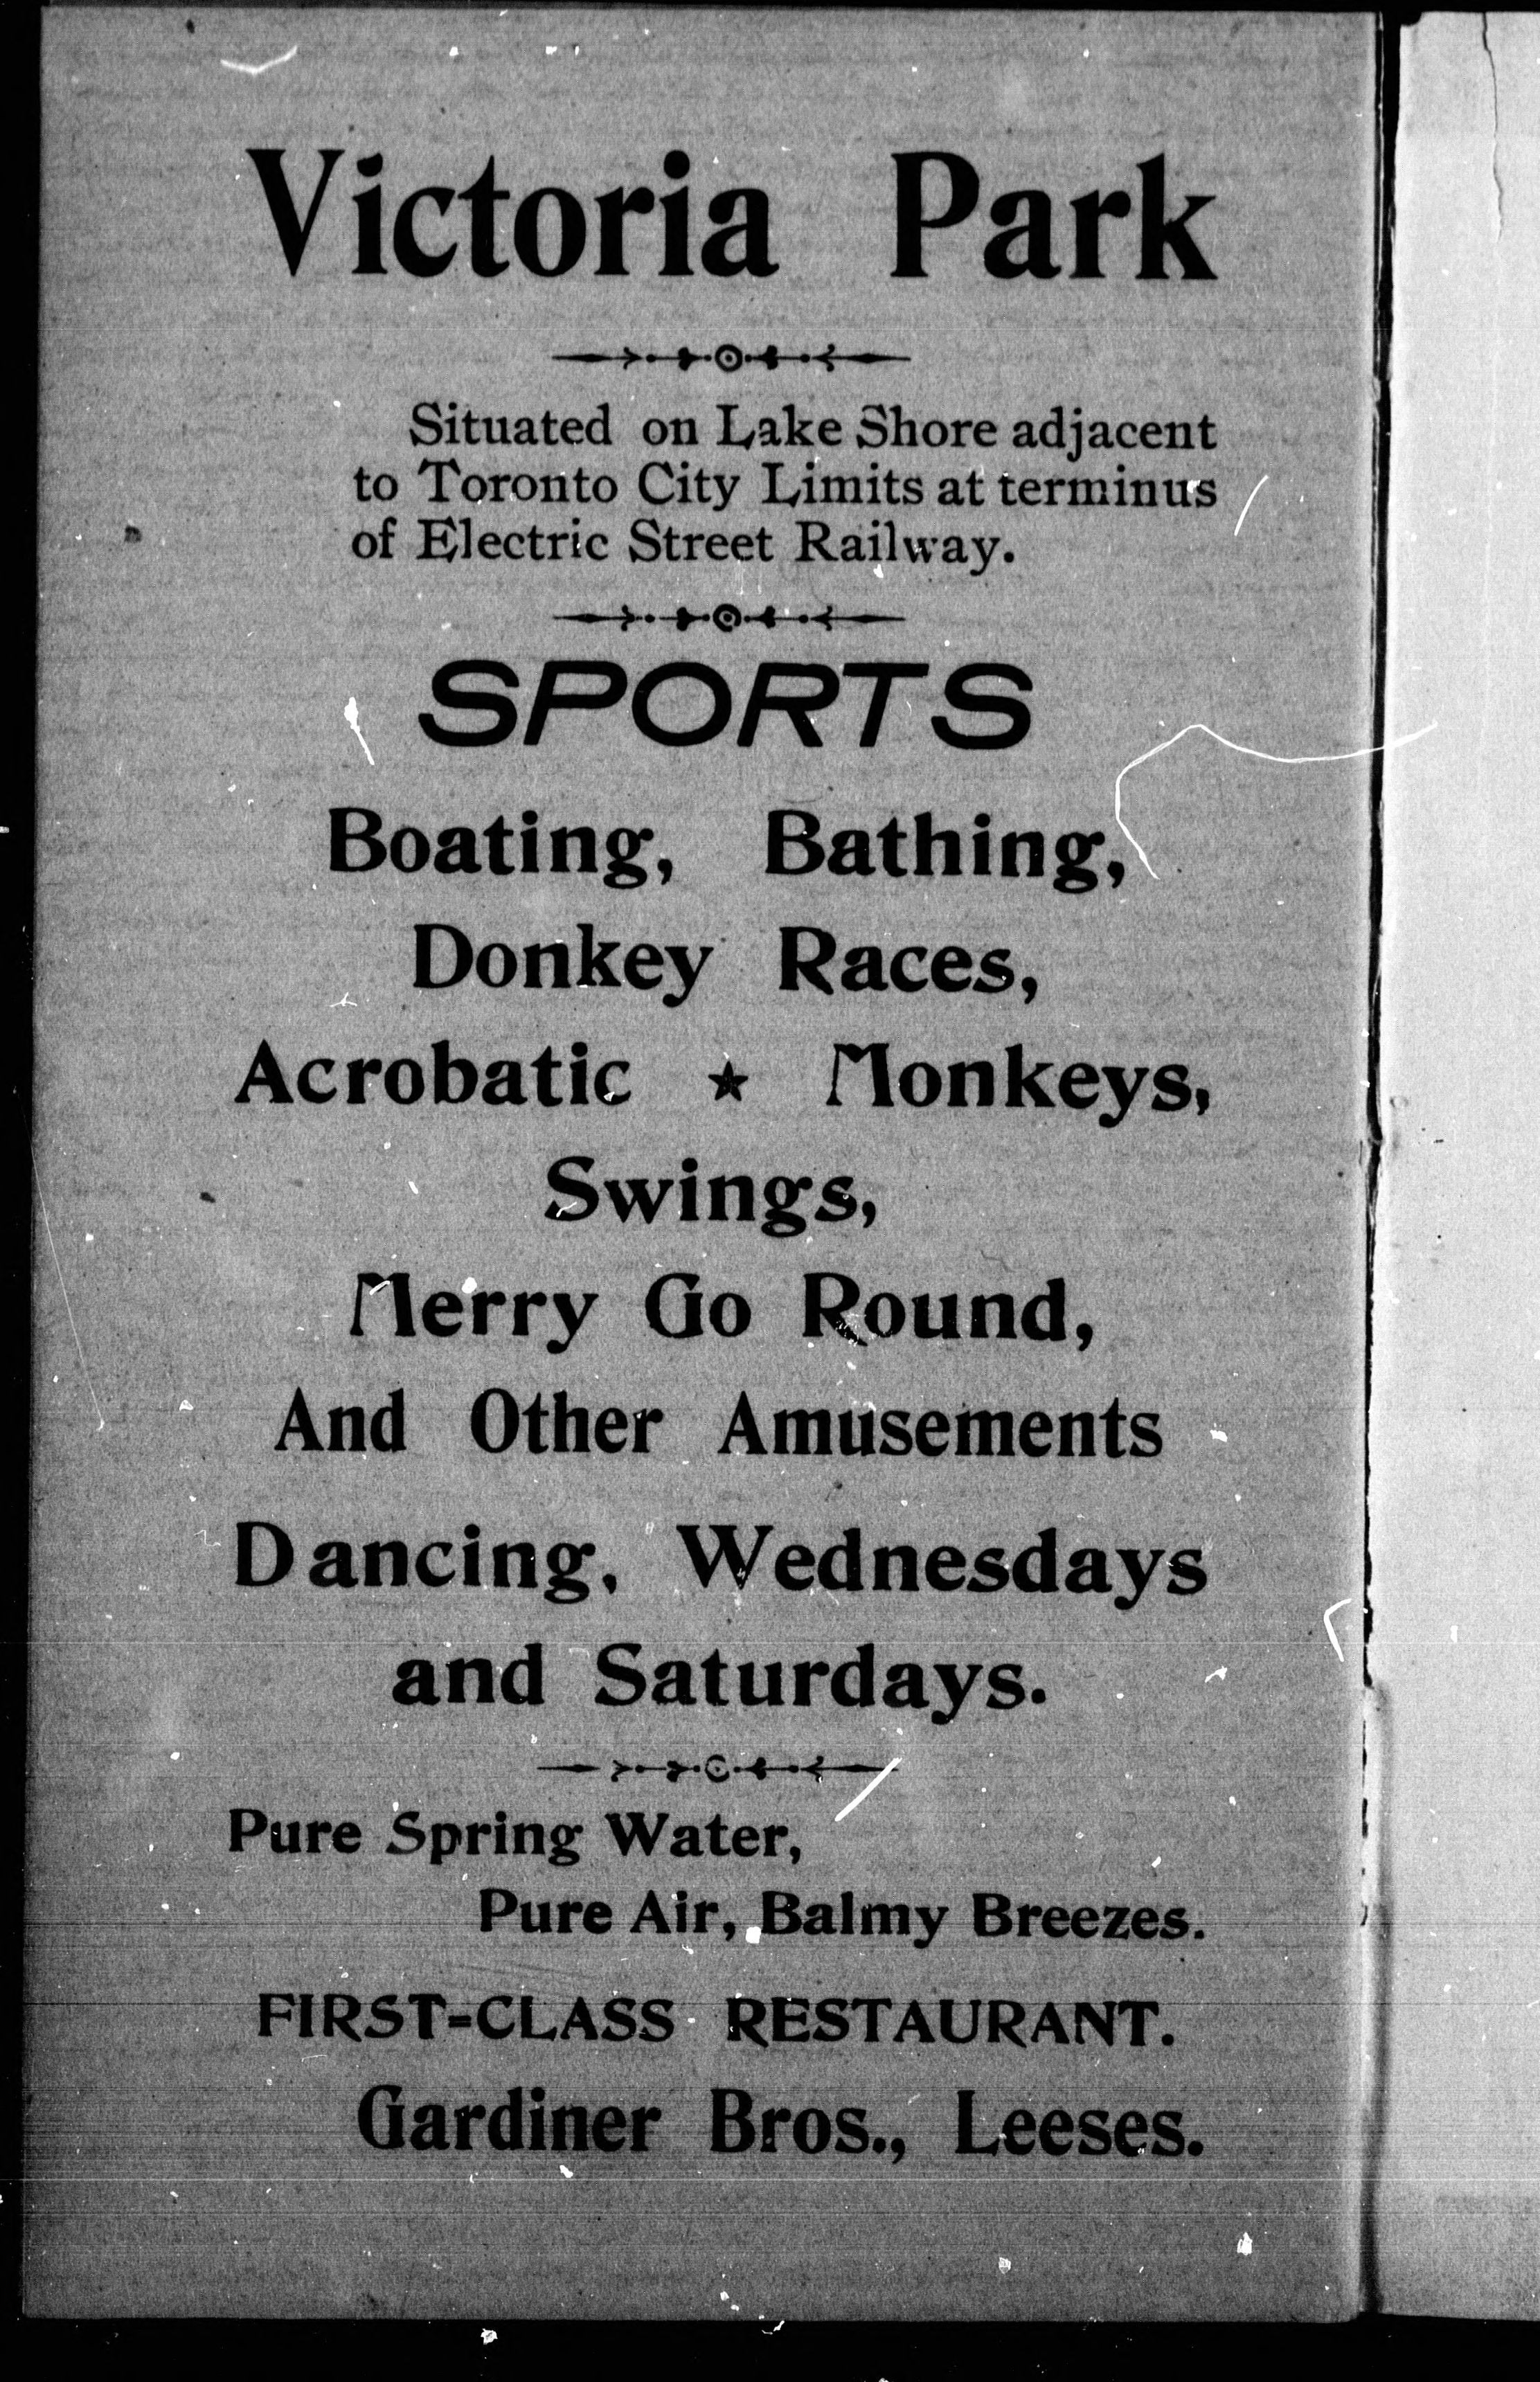 Victoria Park
Situated on Lake Shore adjacent
to Toronto City Limits at terminus
of Electric Street Railway.
SPORTS
Boating, Bathing,
Donkey Races,
Acrobatic ★ Monkeys,
Swings,
Merry Go Round,
And Other Amusements
Dancing, Wednesdays
and Saturdays.
Pure Spring Water,
Pure Air, Balmy Breezes.
FIRST=CLASS RESTAURANT.
Gardiner Bros., Leeses.